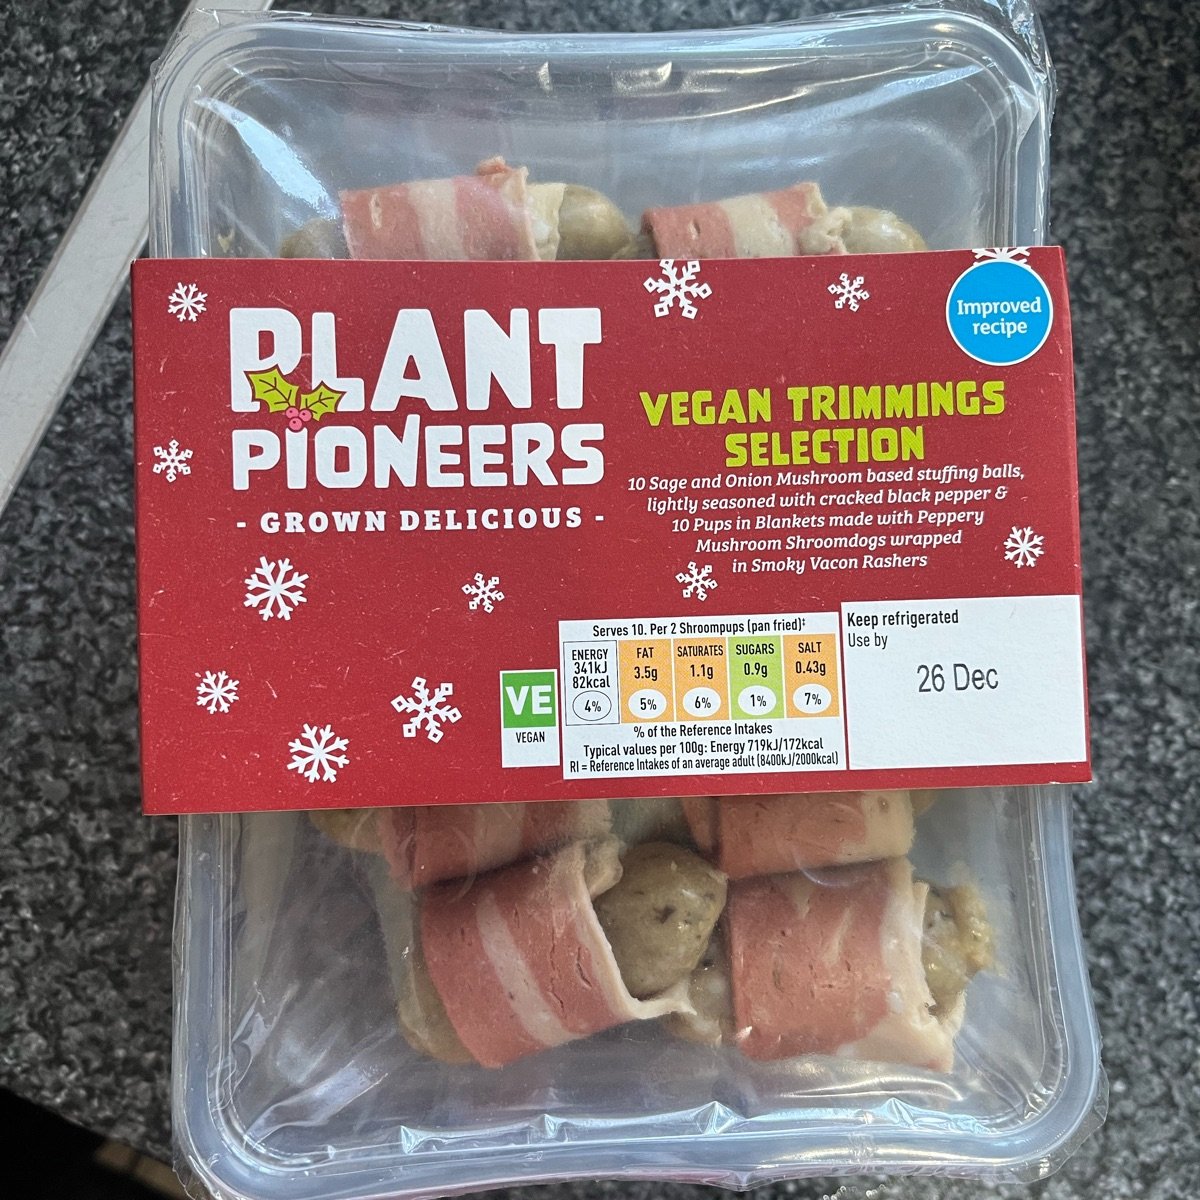 Improved
recipe
PLANT
PIONEERS
- GROWN DELICIOUS -
VEGAN TRIMMINGS
SELECTION
10 Sage and Onion Mushroom based stuffing balls,
lightly seasoned with cracked black pepper &
10 Pups in Blankets made with Peppery
Mushroom Shroomdogs wrapped
in Smoky Vacon Rashers
VE
VEGAN
Serves 10. Per 2 Shroompups (pan fried)‡
ENERGY
341kJ
82kcal
4%
FAT
3.5g
5%
SATURATES
1.1g
6%
SUGARS
0.9g
1%
SALT
0.43g
7%
% of the Reference Intakes
Typical values per 100g: Energy 719kJ/172kcal
RI = Reference Intakes of an average adult (8400kJ/2000kcal)
Keep refrigerated
Use by
26 Dec